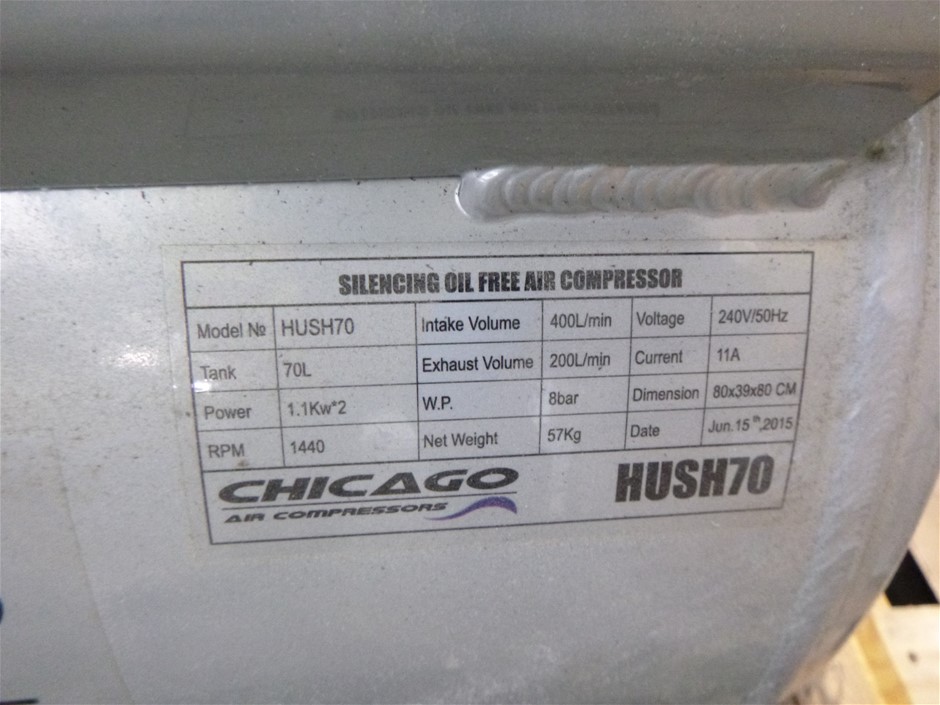 SILENCING OIL FREE AIR COMPRESSOR
Model № HUSH70 Intake Volume 400L/min Voltage 240V/50Hz
Tank 70L Exhaust Volume 200L/min Current 11A
Power 1.1Kw*2 W.P. 8bar Dimension 80x39x80 CM
RPM 1440 Net Weight 57Kg Date Jun.15th,2015
CHICAGO HUSH70
AIR COMPRESSORS